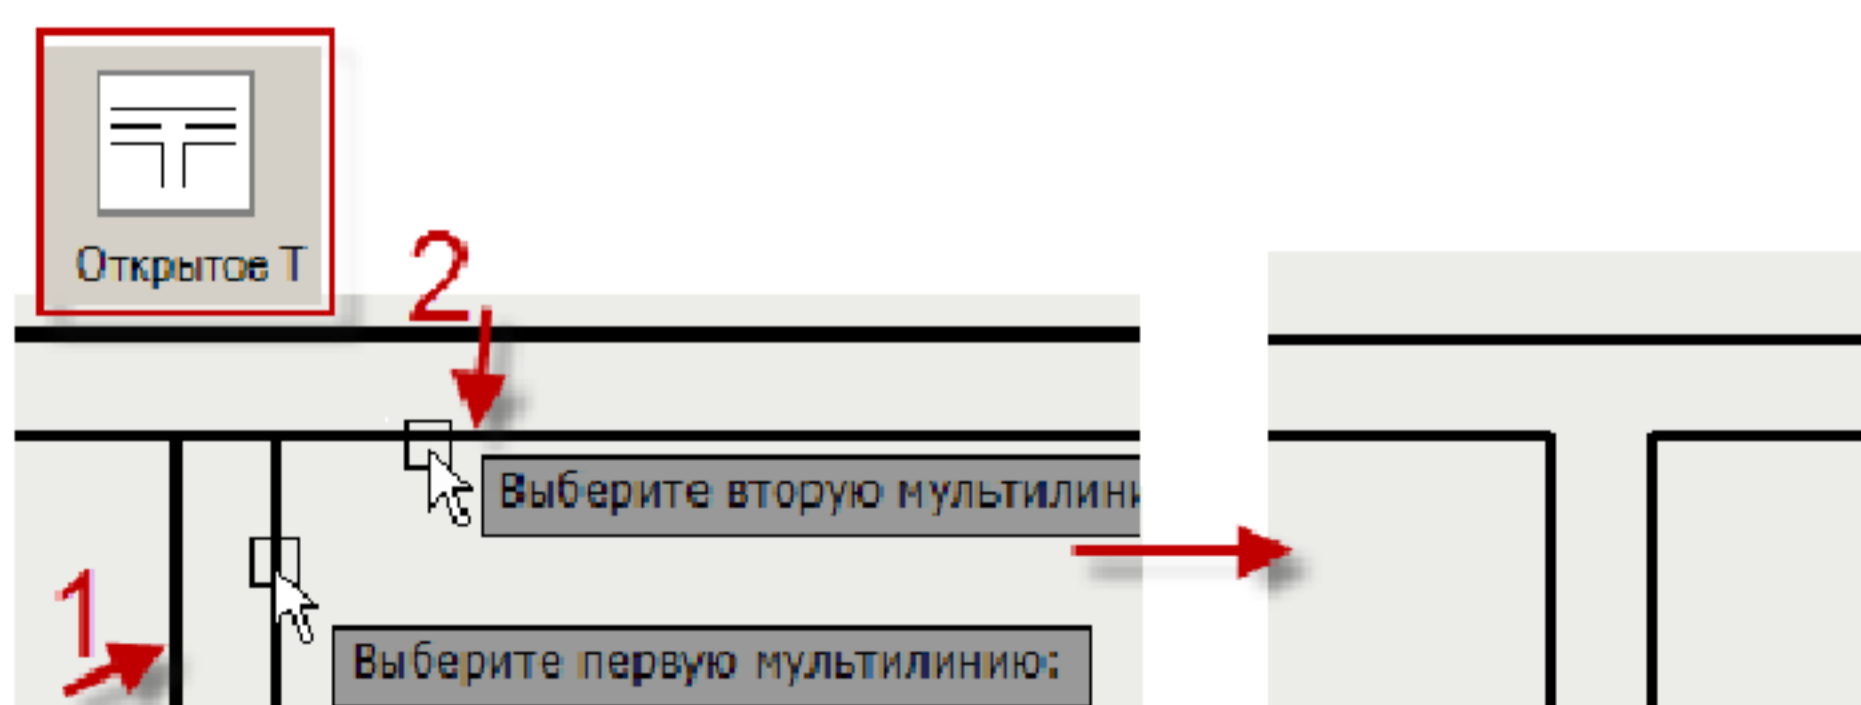 Открытое Т
2
Выберите вторую мультилин
1
Выберите первую мультилинию: